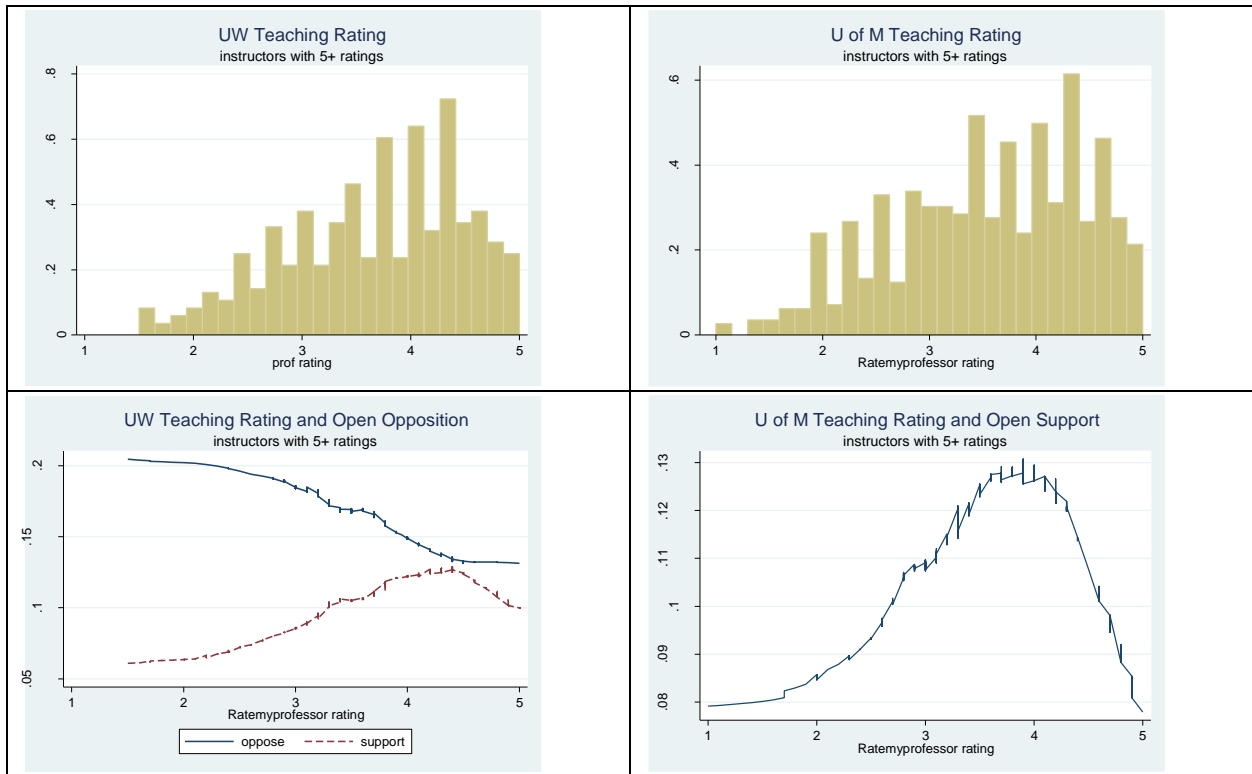 UW Teaching Rating
instructors with 5+ ratings
.8
.6
.4
.2
0
1 2 3 4 5
prof rating
U of M Teaching Rating
instructors with 5+ ratings
.6
.4
.2
0
1 2 3 4 5
Ratemyprofessor rating
UW Teaching Rating and Open Opposition
instructors with 5+ ratings
.2
.15
.1
.05
1 2 3 4 5
Ratemyprofessor rating
oppose support
U of M Teaching Rating and Open Support
instructors with 5+ ratings
.13
.12
.11
.1
.09
.08
1 2 3 4 5
Ratemyprofessor rating